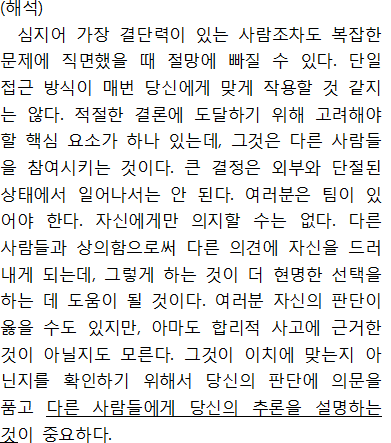 (해석)
심지어 가장 결단력이 있는 사람조차도 복잡한
문제에 직면했을 때 절망에 빠질 수 있다. 단일
접근 방식이 매번 당신에게 맞게 작용할 것 같지
는 않다. 적절한 결론에 도달하기 위해 고려해야
할 핵심 요소가 하나 있는데, 그것은 다른 사람들
을 참여시키는 것이다. 큰 결정은 외부와 단절된
상태에서 일어나서는 안 된다. 여러분은 팀이 있
어야 한다. 자신에게만 의지할 수는 없다. 다른
사람들과 상의함으로써 다른 의견에 자신을 드러
내게 되는데, 그렇게 하는 것이 더 현명한 선택을
하는 데 도움이 될 것이다. 여러분 자신의 판단이
옳을 수도 있지만, 아마도 합리적 사고에 근거한
것이 아닐지도 모른다. 그것이 이치에 맞는지 아
닌지를 확인하기 위해서 당신의 판단에 의문을
품고 다른 사람들에게 당신의 추론을 설명하는
것이 중요하다.